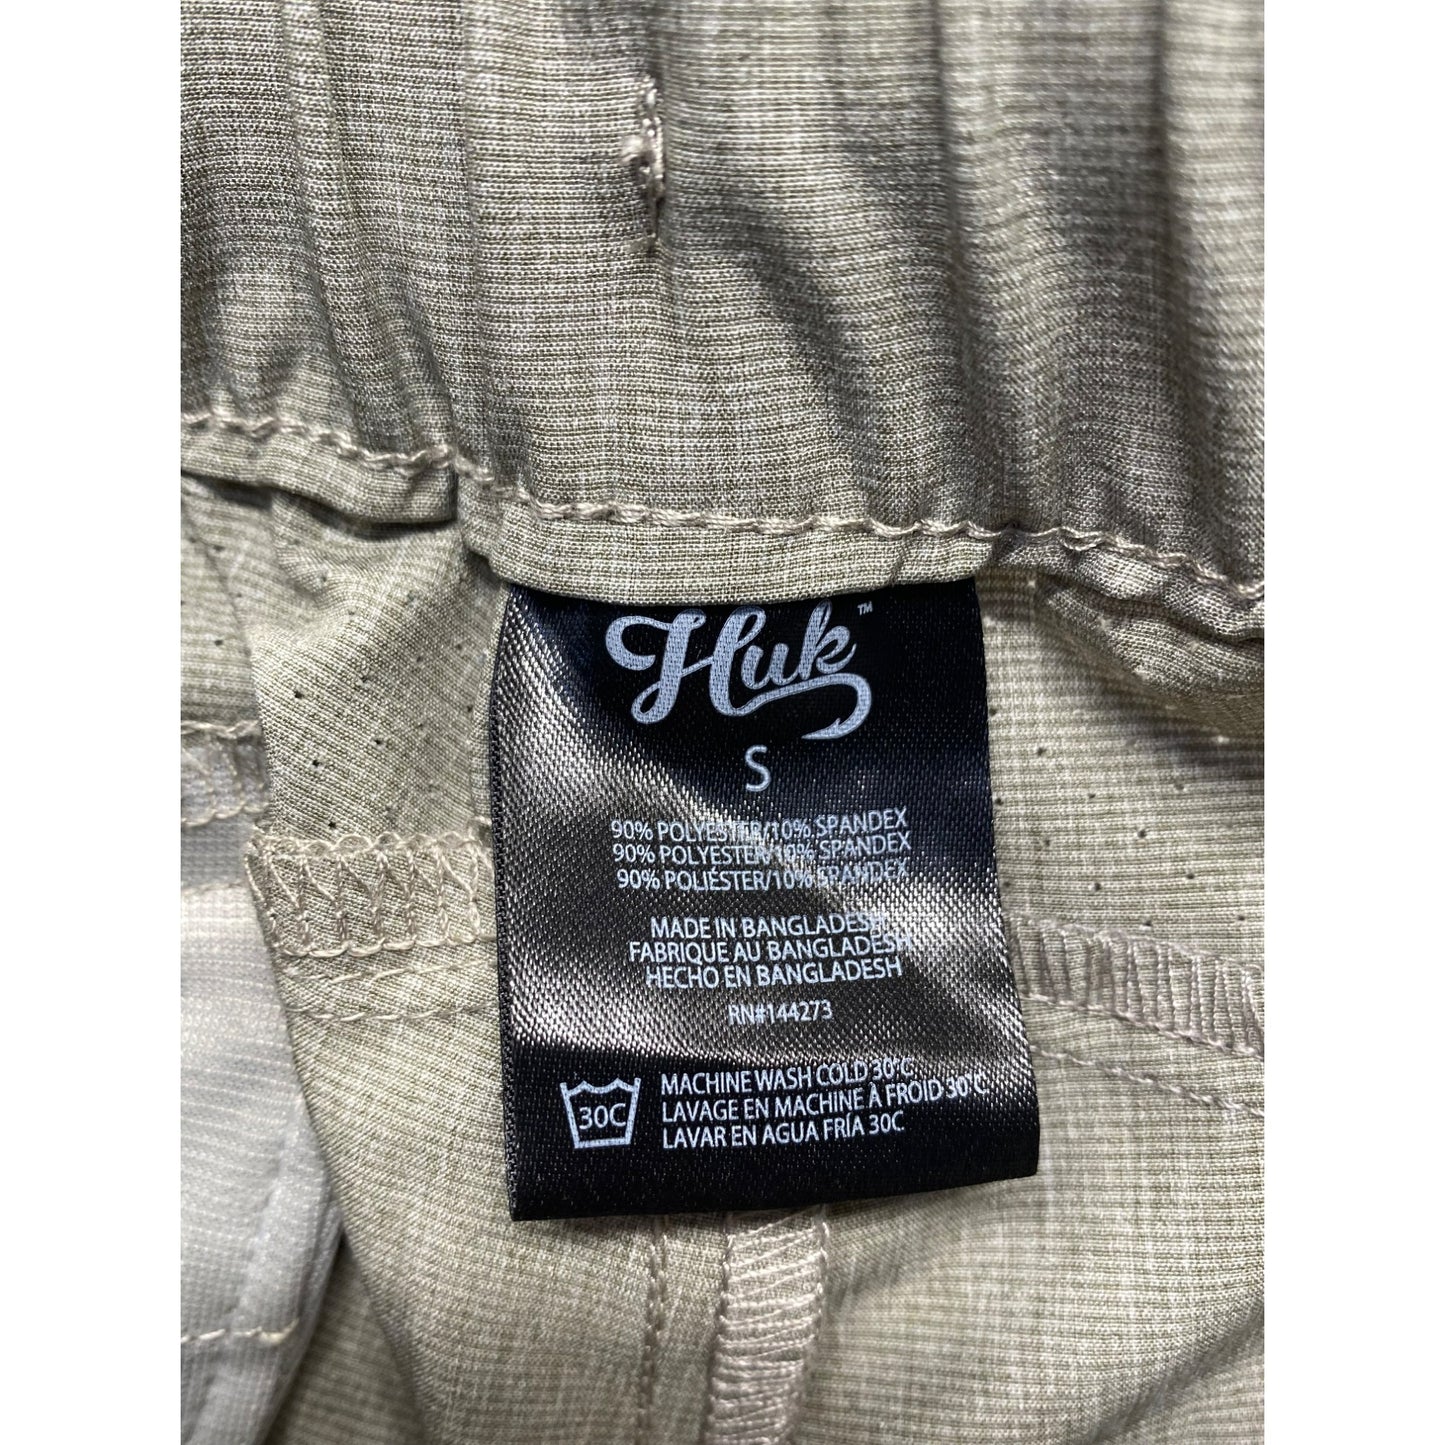 Huk™
S
90% POLYESTER/10% SPANDEX
90% POLYESTER/10% SPANDEX
90% POLIÉSTER/10% SPANDEX
MADE IN BANGLADESH
FABRIQUE AU BANGLADESH
HECHO EN BANGLADESH
RN#144273
30C
MACHINE WASH COLD 30°C
LAVAGE EN MACHINE À FROID 30°C
LAVAR EN AGUA FRÍA 30C